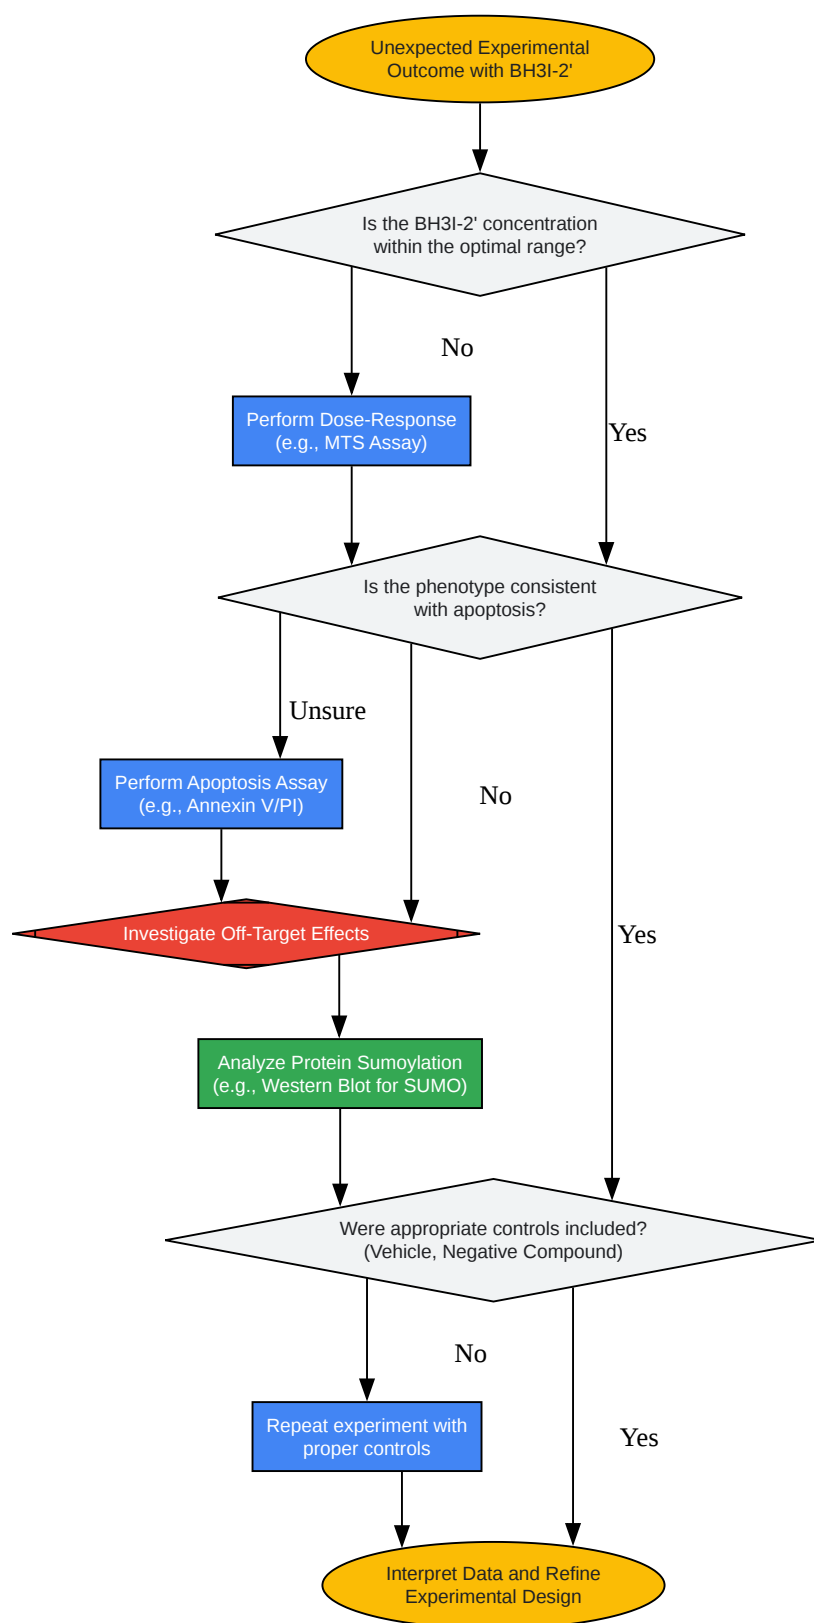 Unexpected Experimental
Outcome with BH3I-2'
Is the BH3I-2' concentration
within the optimal range?
No
Perform Dose-Response
(e.g., MTS Assay)
Yes
Is the phenotype consistent
with apoptosis?
Unsure
Perform Apoptosis Assay
(e.g., Annexin V/PI)
No
Investigate Off-Target Effects
Yes
Analyze Protein Sumoylation
(e.g., Western Blot for SUMO)
Were appropriate controls included?
(Vehicle, Negative Compound)
No
Repeat experiment with
proper controls
Yes
Interpret Data and Refine
Experimental Design